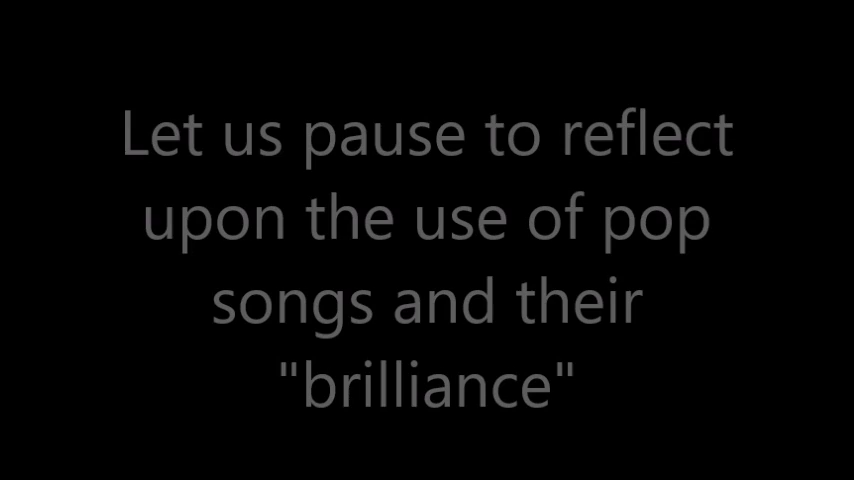 Let us pause to reflect
upon the use of pop
songs and their
"brilliance"